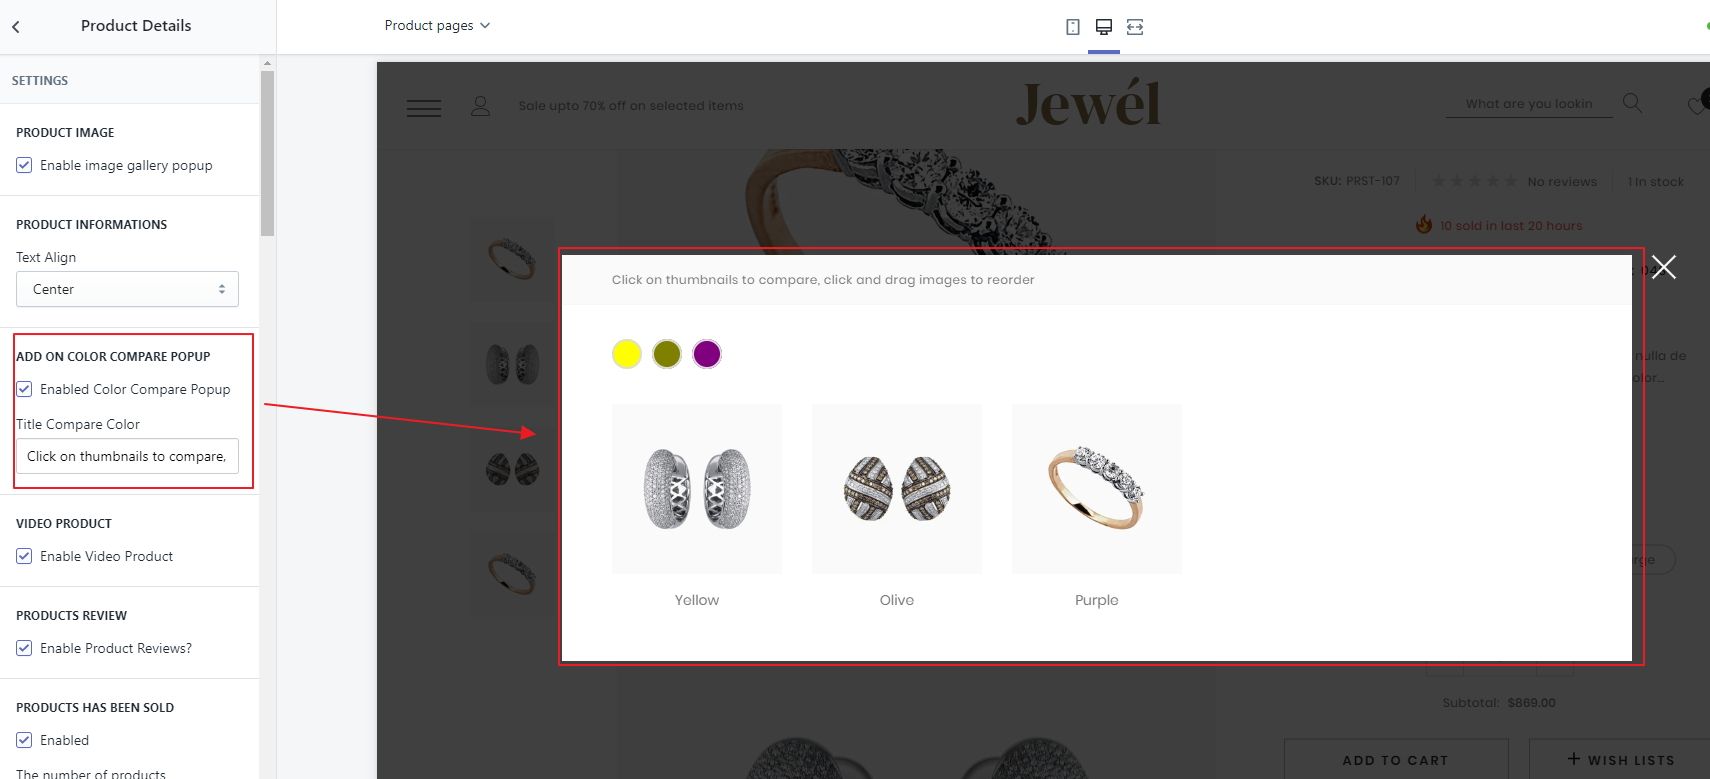 Product Details
Product pages
SETTINGS
PRODUCT IMAGE
Enable image gallery popup
PRODUCT INFORMATIONS
Text Align
Center
ADD ON COLOR COMPARE POPUP
Enabled Color Compare Popup
Title Compare Color
Click on thumbnails to compare,
VIDEO PRODUCT
Enable Video Product
PRODUCTS REVIEW
Enable Product Reviews?
PRODUCTS HAS BEEN SOLD
Enabled
The number of products
Sale upto 70% off on selected items
Jewél
What are you lookin
SKU: PRST-107
No reviews
1 In stock
10 sold in last 20 hours
Click on thumbnails to compare, click and drag images to reorder
nulla de
Yellow
Olive
Purple
Subtotal: $869.00
ADD TO CART
+ WISH LISTS